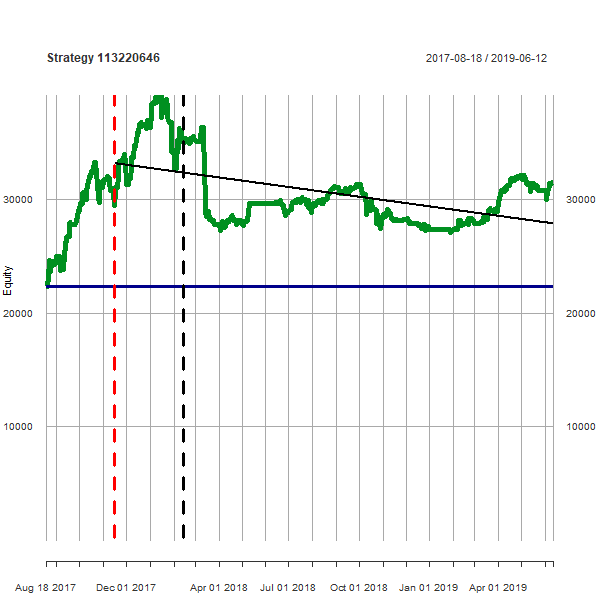 Strategy 113220646
2017-08-18 / 2019-06-12
30000
30000
Equity
20000
20000
10000
10000
Aug 18 2017
Dec 01 2017
Apr 01 2018
Jul 01 2018
Oct 01 2018
Jan 01 2019
Apr 01 2019